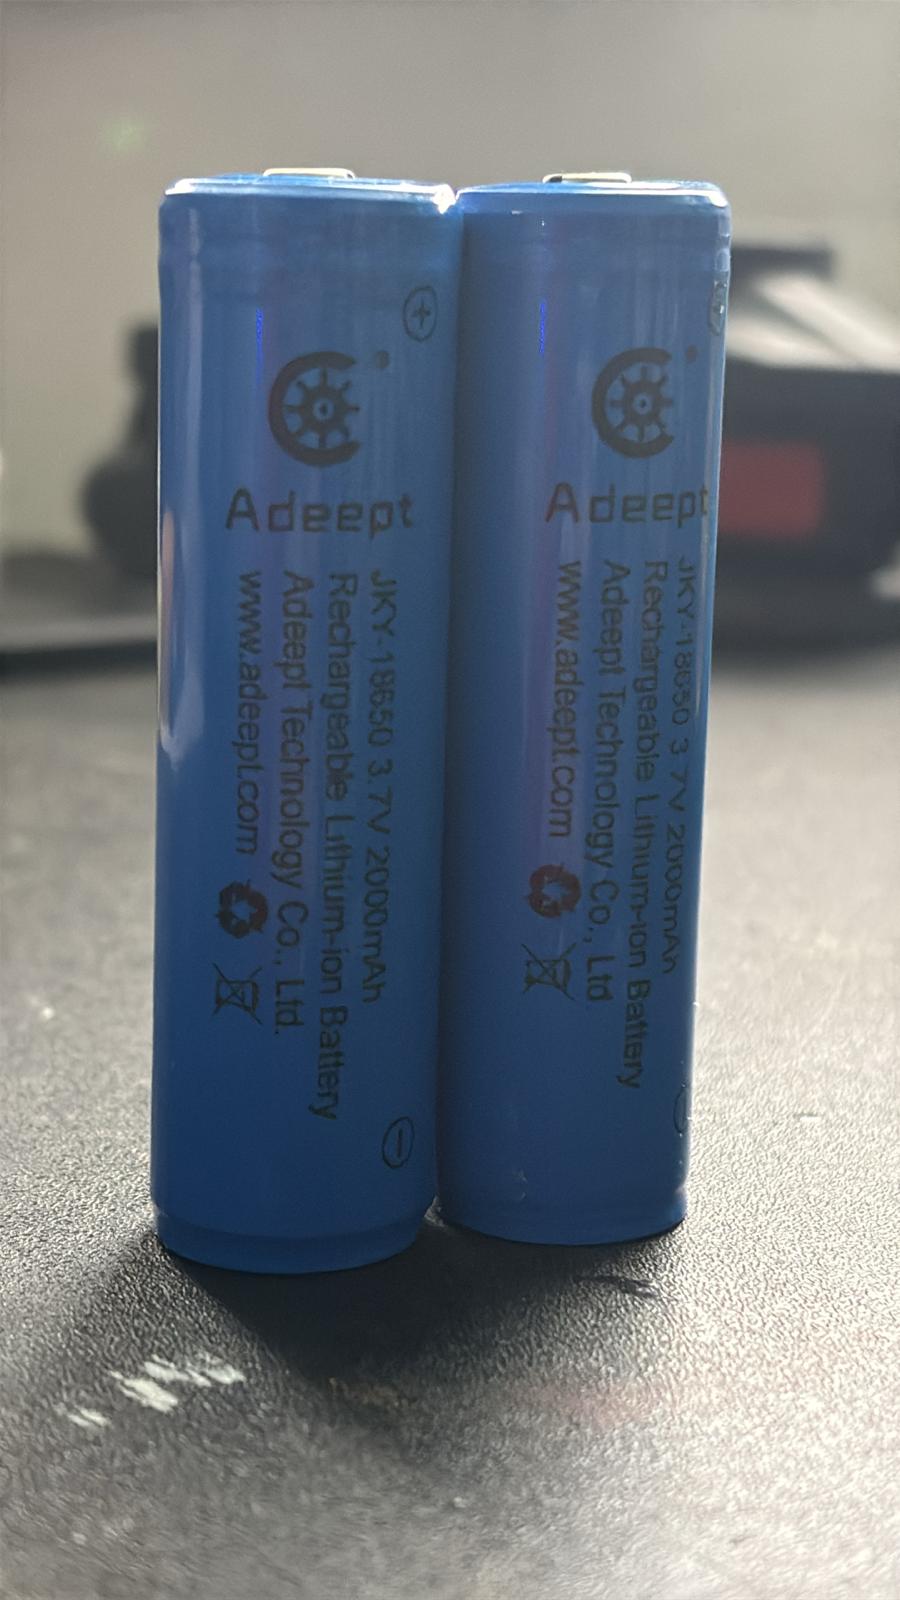 Adeept
JKY-18650 3.7V 2000mAh
Rechargeable Lithium-ion Battery
Adeept Technology Co., Ltd.
www.adeept.com
Adeept
JKY-18650 3.7V 2000mAh
Rechargeable Lithium-ion Battery
Adeept Technology Co., Ltd
www.adeept.com